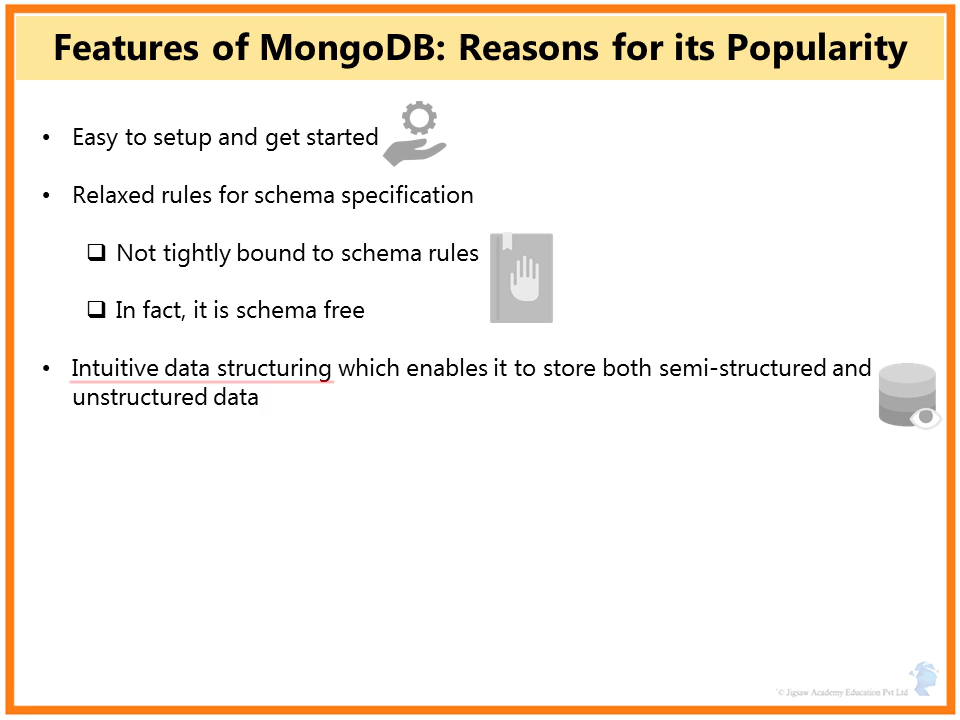 Features of MongoDB: Reasons for its Popularity
• Easy to setup and get started
• Relaxed rules for schema specification
❑ Not tightly bound to schema rules
❑ In fact, it is schema free
• Intuitive data structuring which enables it to store both semi-structured and
unstructured data
© Jigsaw Academy Education Pvt Ltd